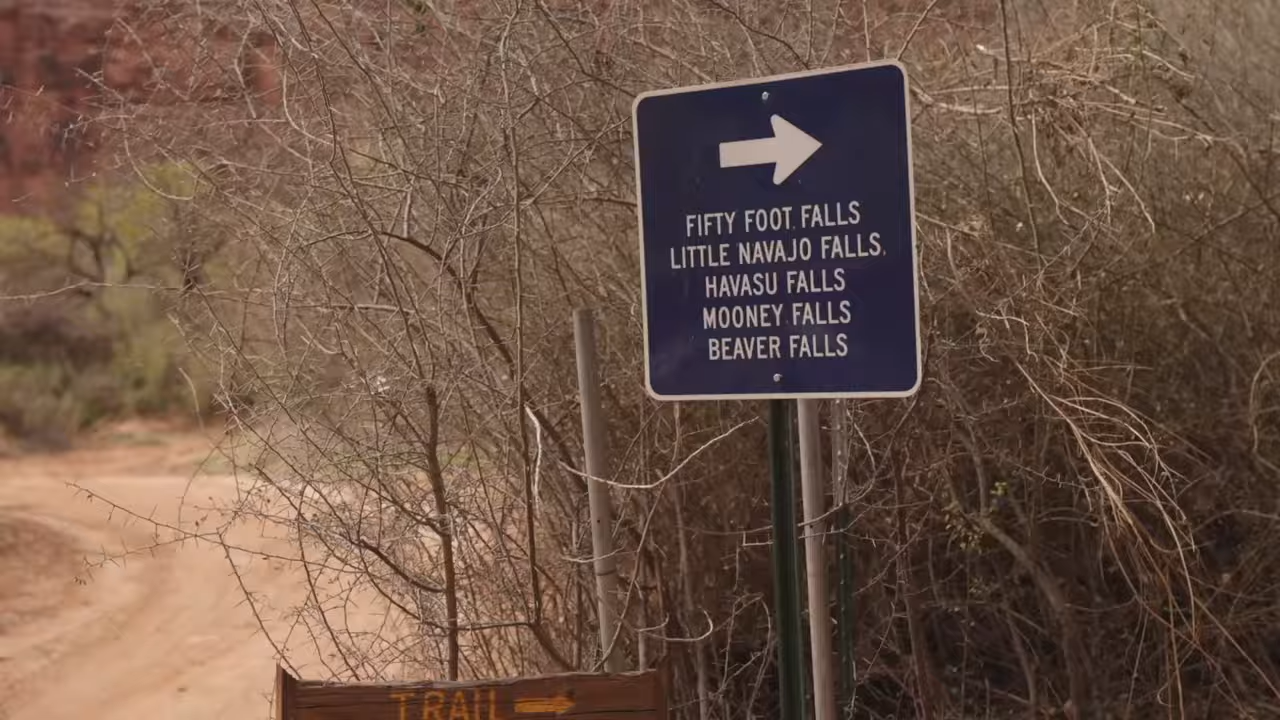 FIFTY FOOT FALLS
LITTLE NAVAJO FALLS.
HAVASU FALLS
MOONEY FALLS
BEAVER FALLS
TRAIL